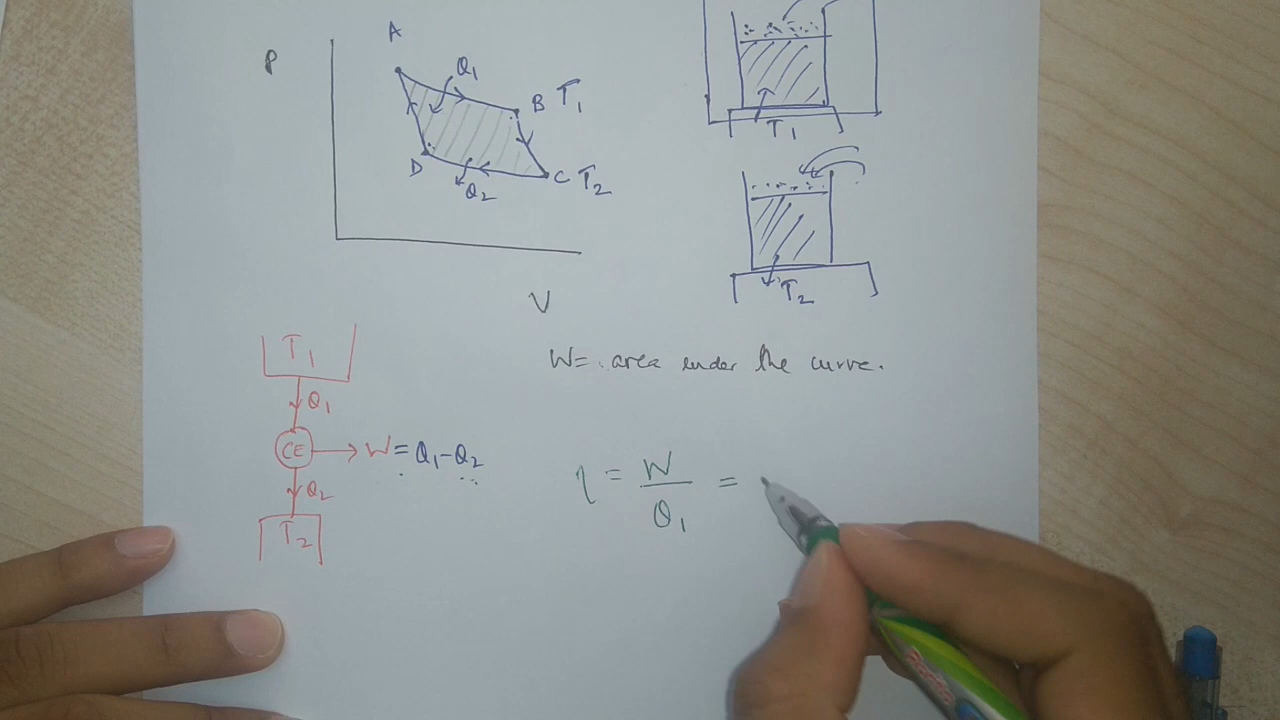 P
A
Q₁
B T₁
D
C T₂
Q₂
V
T₁
T₂
W= area under the curve.
T₁
Q₁
CE
W = Q₁-Q₂
Q₂
T₂
η = W/Q₁ =